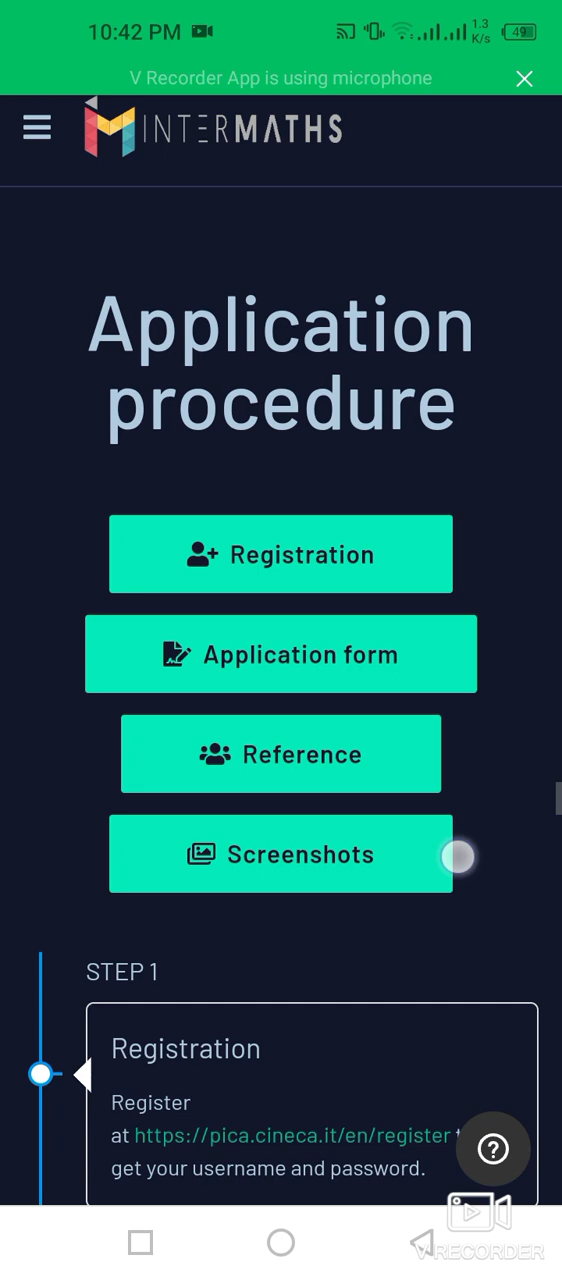 10:42 PM
1.3
K/s
49
V Recorder App is using microphone
INTERMATHS
Application
procedure
Registration
Application form
Reference
Screenshots
STEP 1
Registration
Register
at https://pica.cineca.it/en/register
get your username and password.
V RECORDER